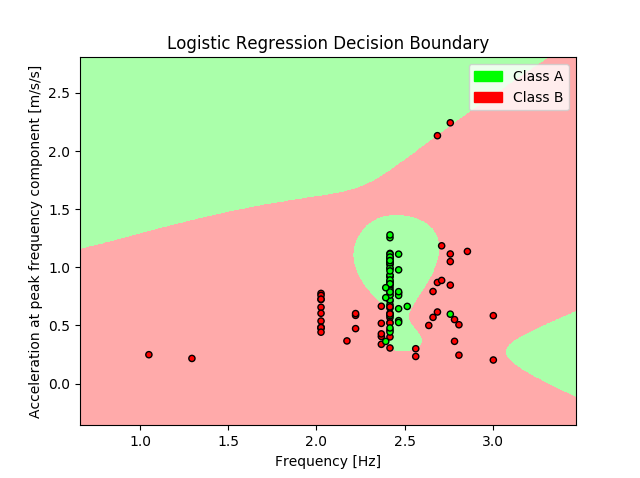 Logistic Regression Decision Boundary
Class A
Class B
Acceleration at peak frequency component [m/s/s]
2.5
2.0
1.5
1.0
0.5
0.0
1.0 1.5 2.0 2.5 3.0
Frequency [Hz]